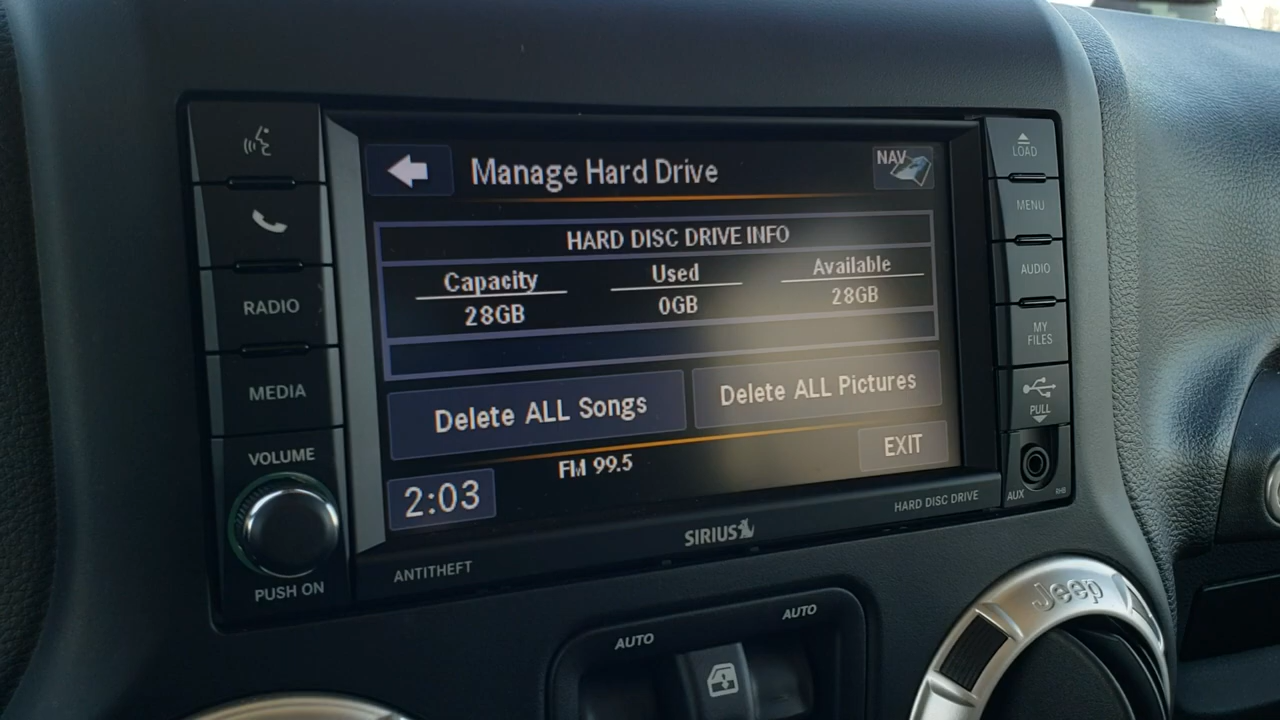 Manage Hard Drive
NAV
HARD DISC DRIVE INFO
Capacity Used Available
28GB 0GB 28GB
Delete ALL Songs Delete ALL Pictures
FM 99.5
2:03
EXIT
RADIO
MEDIA
VOLUME
PUSH ON
ANTITHEFT
SIRIUS
HARD DISC DRIVE
LOAD
MENU
AUDIO
MY
FILES
PULL
AUX
RHB
AUTO AUTO
Jeep